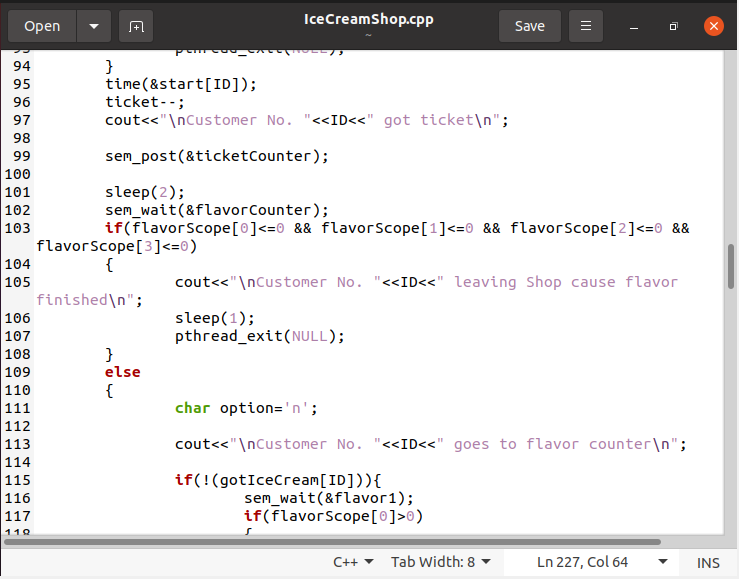 Open
IceCreamShop.cpp
~
Save
93 pthread_exit(NULL);
94 }
95 time(&start[ID]);
96 ticket--;
97 cout<<"\nCustomer No. "<<ID<<" got ticket\n";
98
99 sem_post(&ticketCounter);
100
101 sleep(2);
102 sem_wait(&flavorCounter);
103 if(flavorScope[0]<=0 && flavorScope[1]<=0 && flavorScope[2]<=0 &&
flavorScope[3]<=0)
104 {
105 cout<<"\nCustomer No. "<<ID<<" leaving Shop cause flavor
finished\n";
106 sleep(1);
107 pthread_exit(NULL);
108 }
109 else
110 {
111 char option='n';
112
113 cout<<"\nCustomer No. "<<ID<<" goes to flavor counter\n";
114
115 if(!(gotIceCream[ID])){
116 sem_wait(&flavor1);
117 if(flavorScope[0]>0)
118 {
C++ Tab Width: 8 Ln 227, Col 64 INS